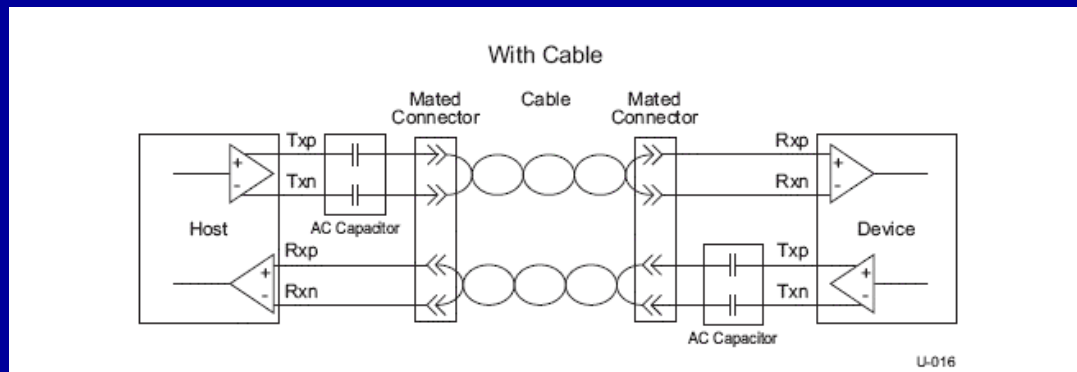 With Cable
Mated Connector
Cable
Mated Connector
Txp
Rxp
+
+
-
-
Txn
Rxn
Host
AC Capacitor
Device
Rxp
Txp
+
+
-
-
Rxn
Txn
AC Capacitor
U-016